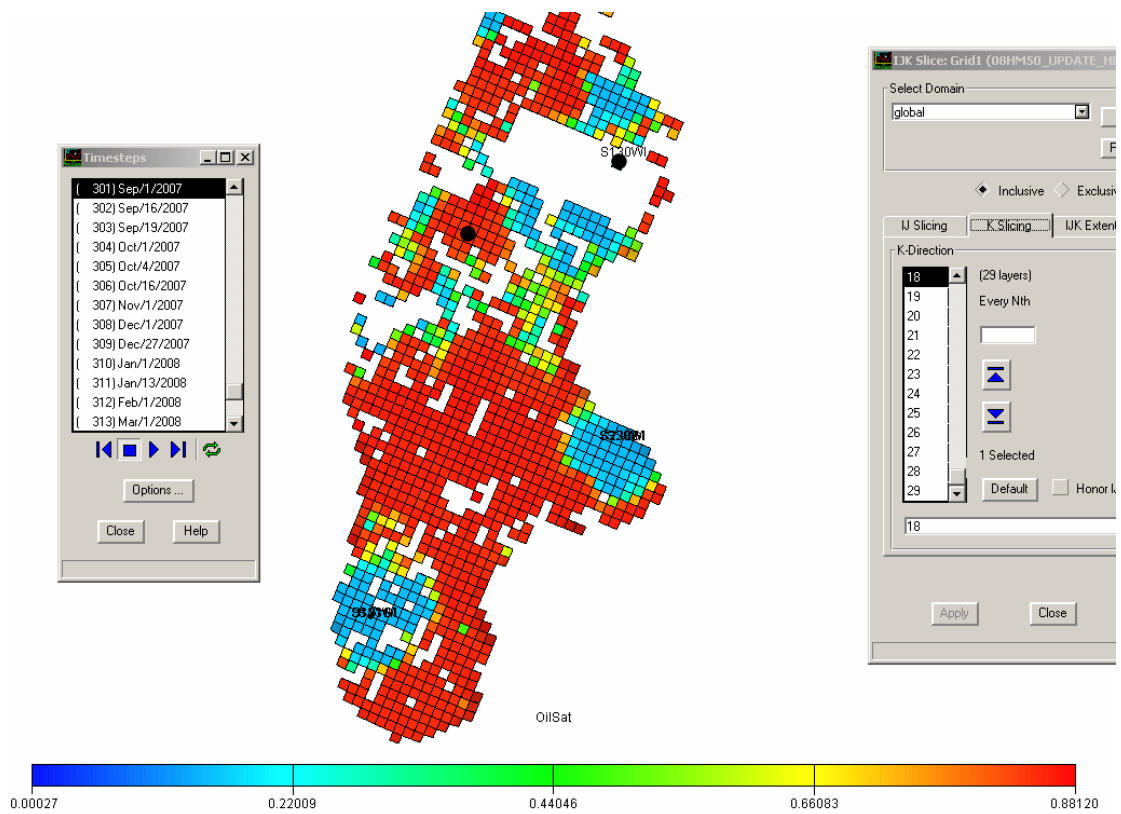 Timesteps
( 301) Sep/1/2007
( 302) Sep/16/2007
( 303) Sep/19/2007
( 304) Oct/1/2007
( 305) Oct/4/2007
( 306) Oct/16/2007
( 307) Nov/1/2007
( 308) Dec/1/2007
( 309) Dec/27/2007
( 310) Jan/1/2008
( 311) Jan/13/2008
( 312) Feb/1/2008
( 313) Mar/1/2008
Options ...
Close Help
S130WI
OilSat
0.00027 0.22009 0.44046 0.66083 0.88120
IJK Slice: Grid1 (08HM50_UPDATE_
Select Domain
global
Inclusive Exclusiv
IJ Slicing K Slicing IJK Extent
K-Direction
18 (29 layers)
19 Every Nth
20
21
22
23
24
25
26
27 1 Selected
28
29 Default Honor
18
Apply Close